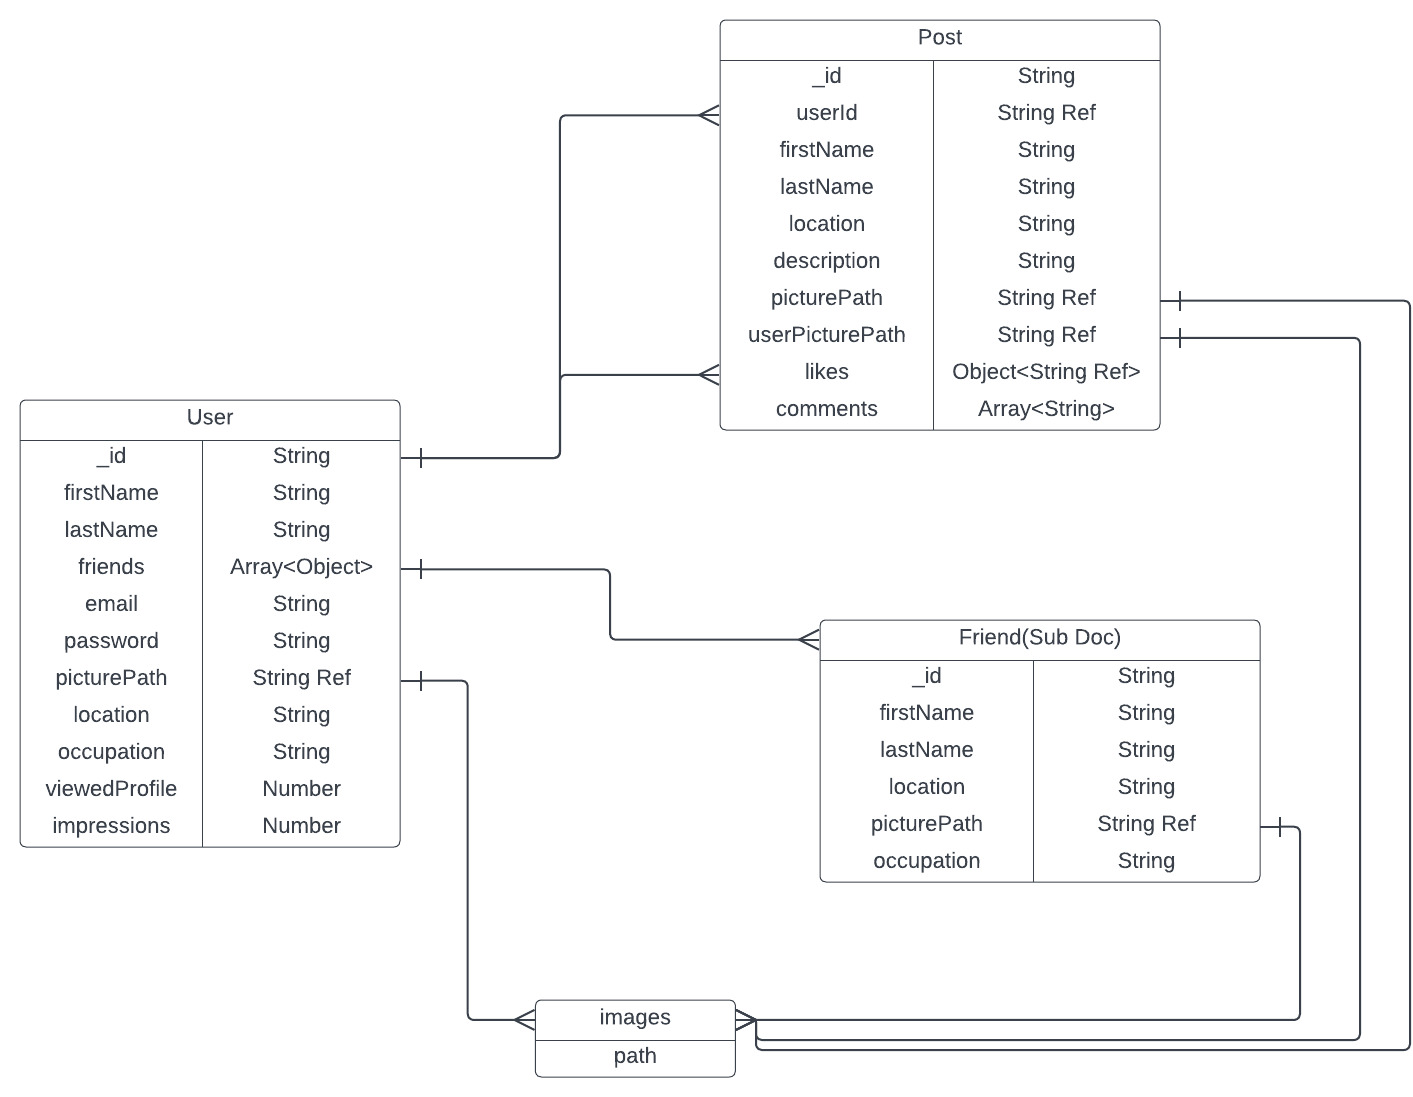 Post
_id String
userId String Ref
firstName String
lastName String
location String
description String
picturePath String Ref
userPicturePath String Ref
likes Object<String Ref>
comments Array<String>
User
_id String
firstName String
lastName String
friends Array<Object>
email String
password String
picturePath String Ref
location String
occupation String
viewedProfile Number
impressions Number
Friend(Sub Doc)
_id String
firstName String
lastName String
location String
picturePath String Ref
occupation String
images
path